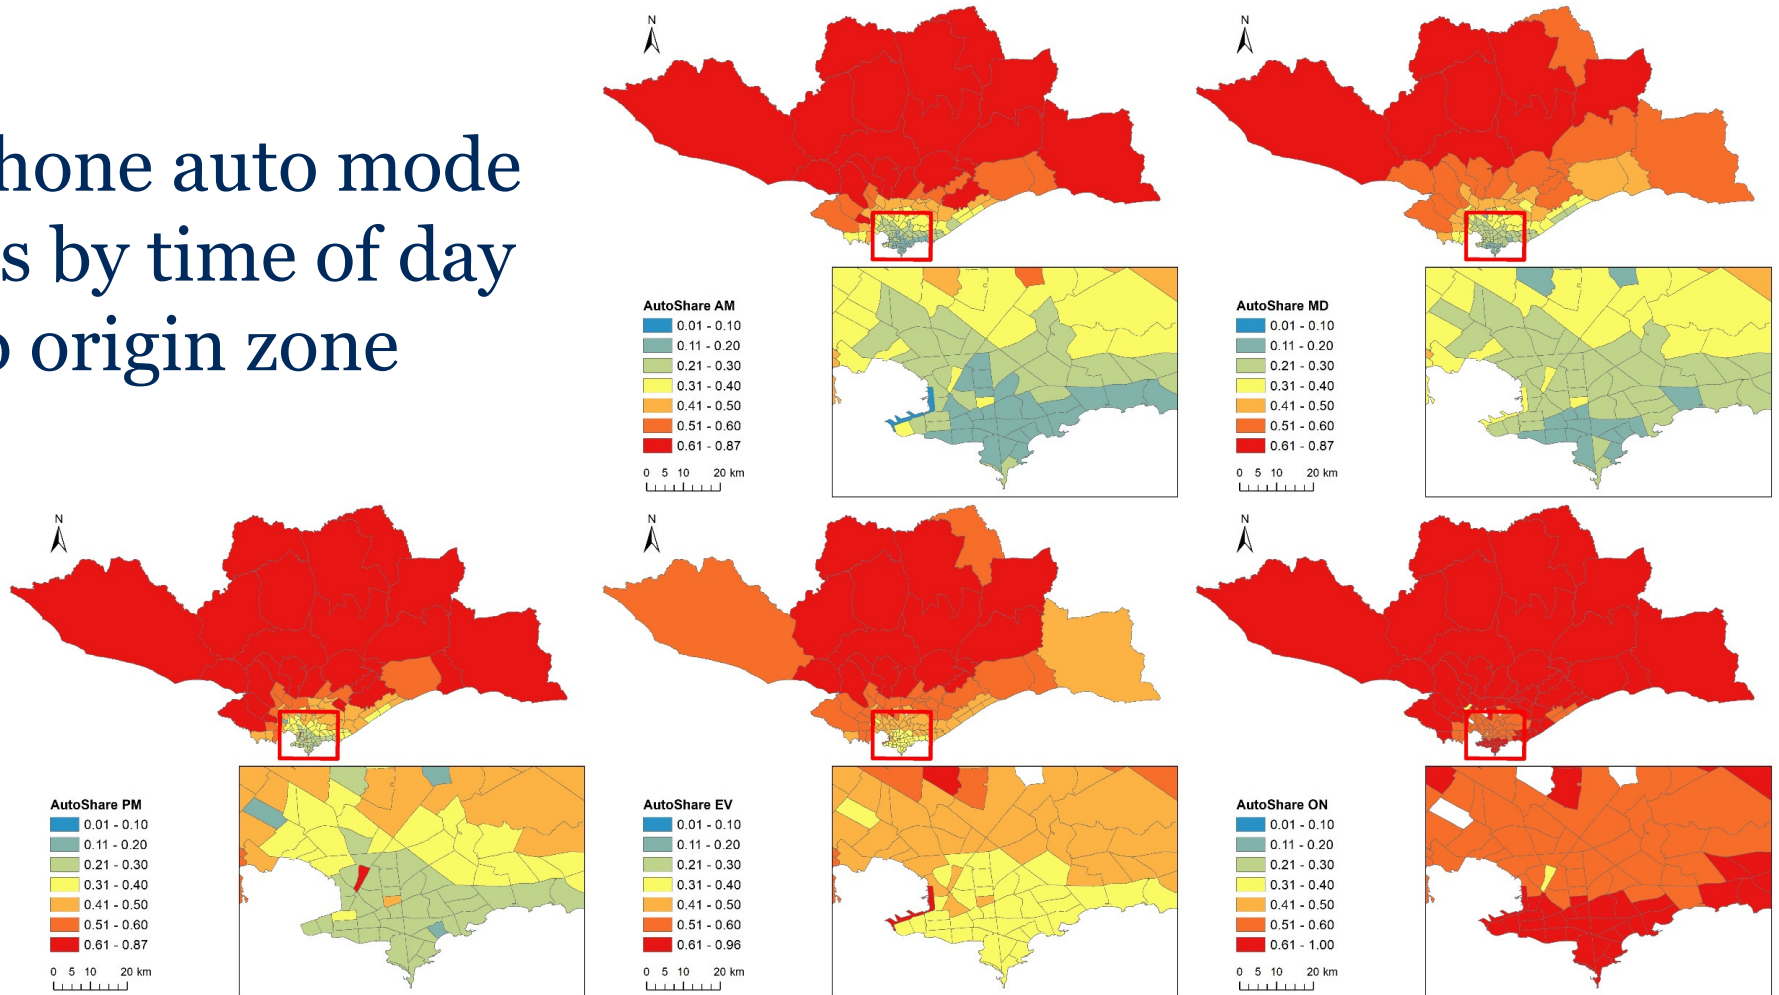 hone auto mode
s by time of day
origin zone
N
AutoShare AM
0.01 - 0.10
0.11 - 0.20
0.21 - 0.30
0.31 - 0.40
0.41 - 0.50
0.51 - 0.60
0.61 - 0.87
0 5 10 20 km
N
AutoShare MD
0.01 - 0.10
0.11 - 0.20
0.21 - 0.30
0.31 - 0.40
0.41 - 0.50
0.51 - 0.60
0.61 - 0.87
0 5 10 20 km
N
AutoShare PM
0.01 - 0.10
0.11 - 0.20
0.21 - 0.30
0.31 - 0.40
0.41 - 0.50
0.51 - 0.60
0.61 - 0.87
0 5 10 20 km
N
AutoShare EV
0.01 - 0.10
0.11 - 0.20
0.21 - 0.30
0.31 - 0.40
0.41 - 0.50
0.51 - 0.60
0.61 - 0.96
0 5 10 20 km
N
AutoShare ON
0.01 - 0.10
0.11 - 0.20
0.21 - 0.30
0.31 - 0.40
0.41 - 0.50
0.51 - 0.60
0.61 - 1.00
0 5 10 20 km